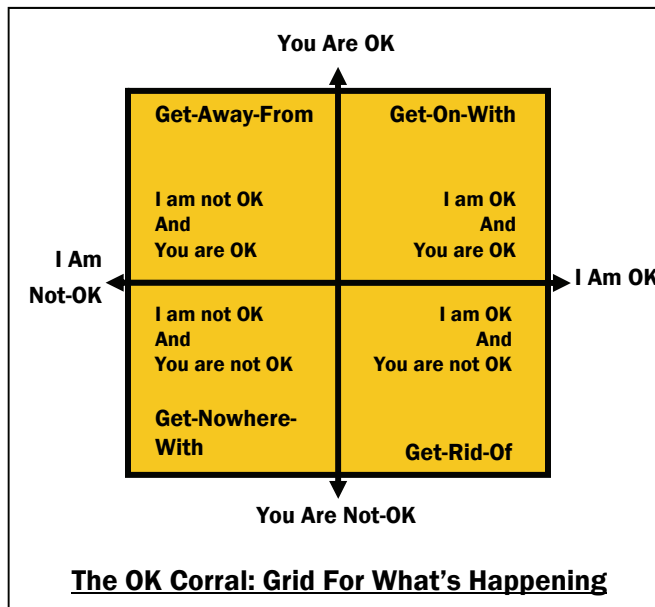 You Are OK
Get-Away-From
Get-On-With
I am not OK
And
You are OK
I am OK
And
You are OK
I Am
Not-OK
I Am OK
I am not OK
And
You are not OK
I am OK
And
You are not OK
Get-Nowhere-
With
Get-Rid-Of
You Are Not-OK
The OK Corral: Grid For What's Happening